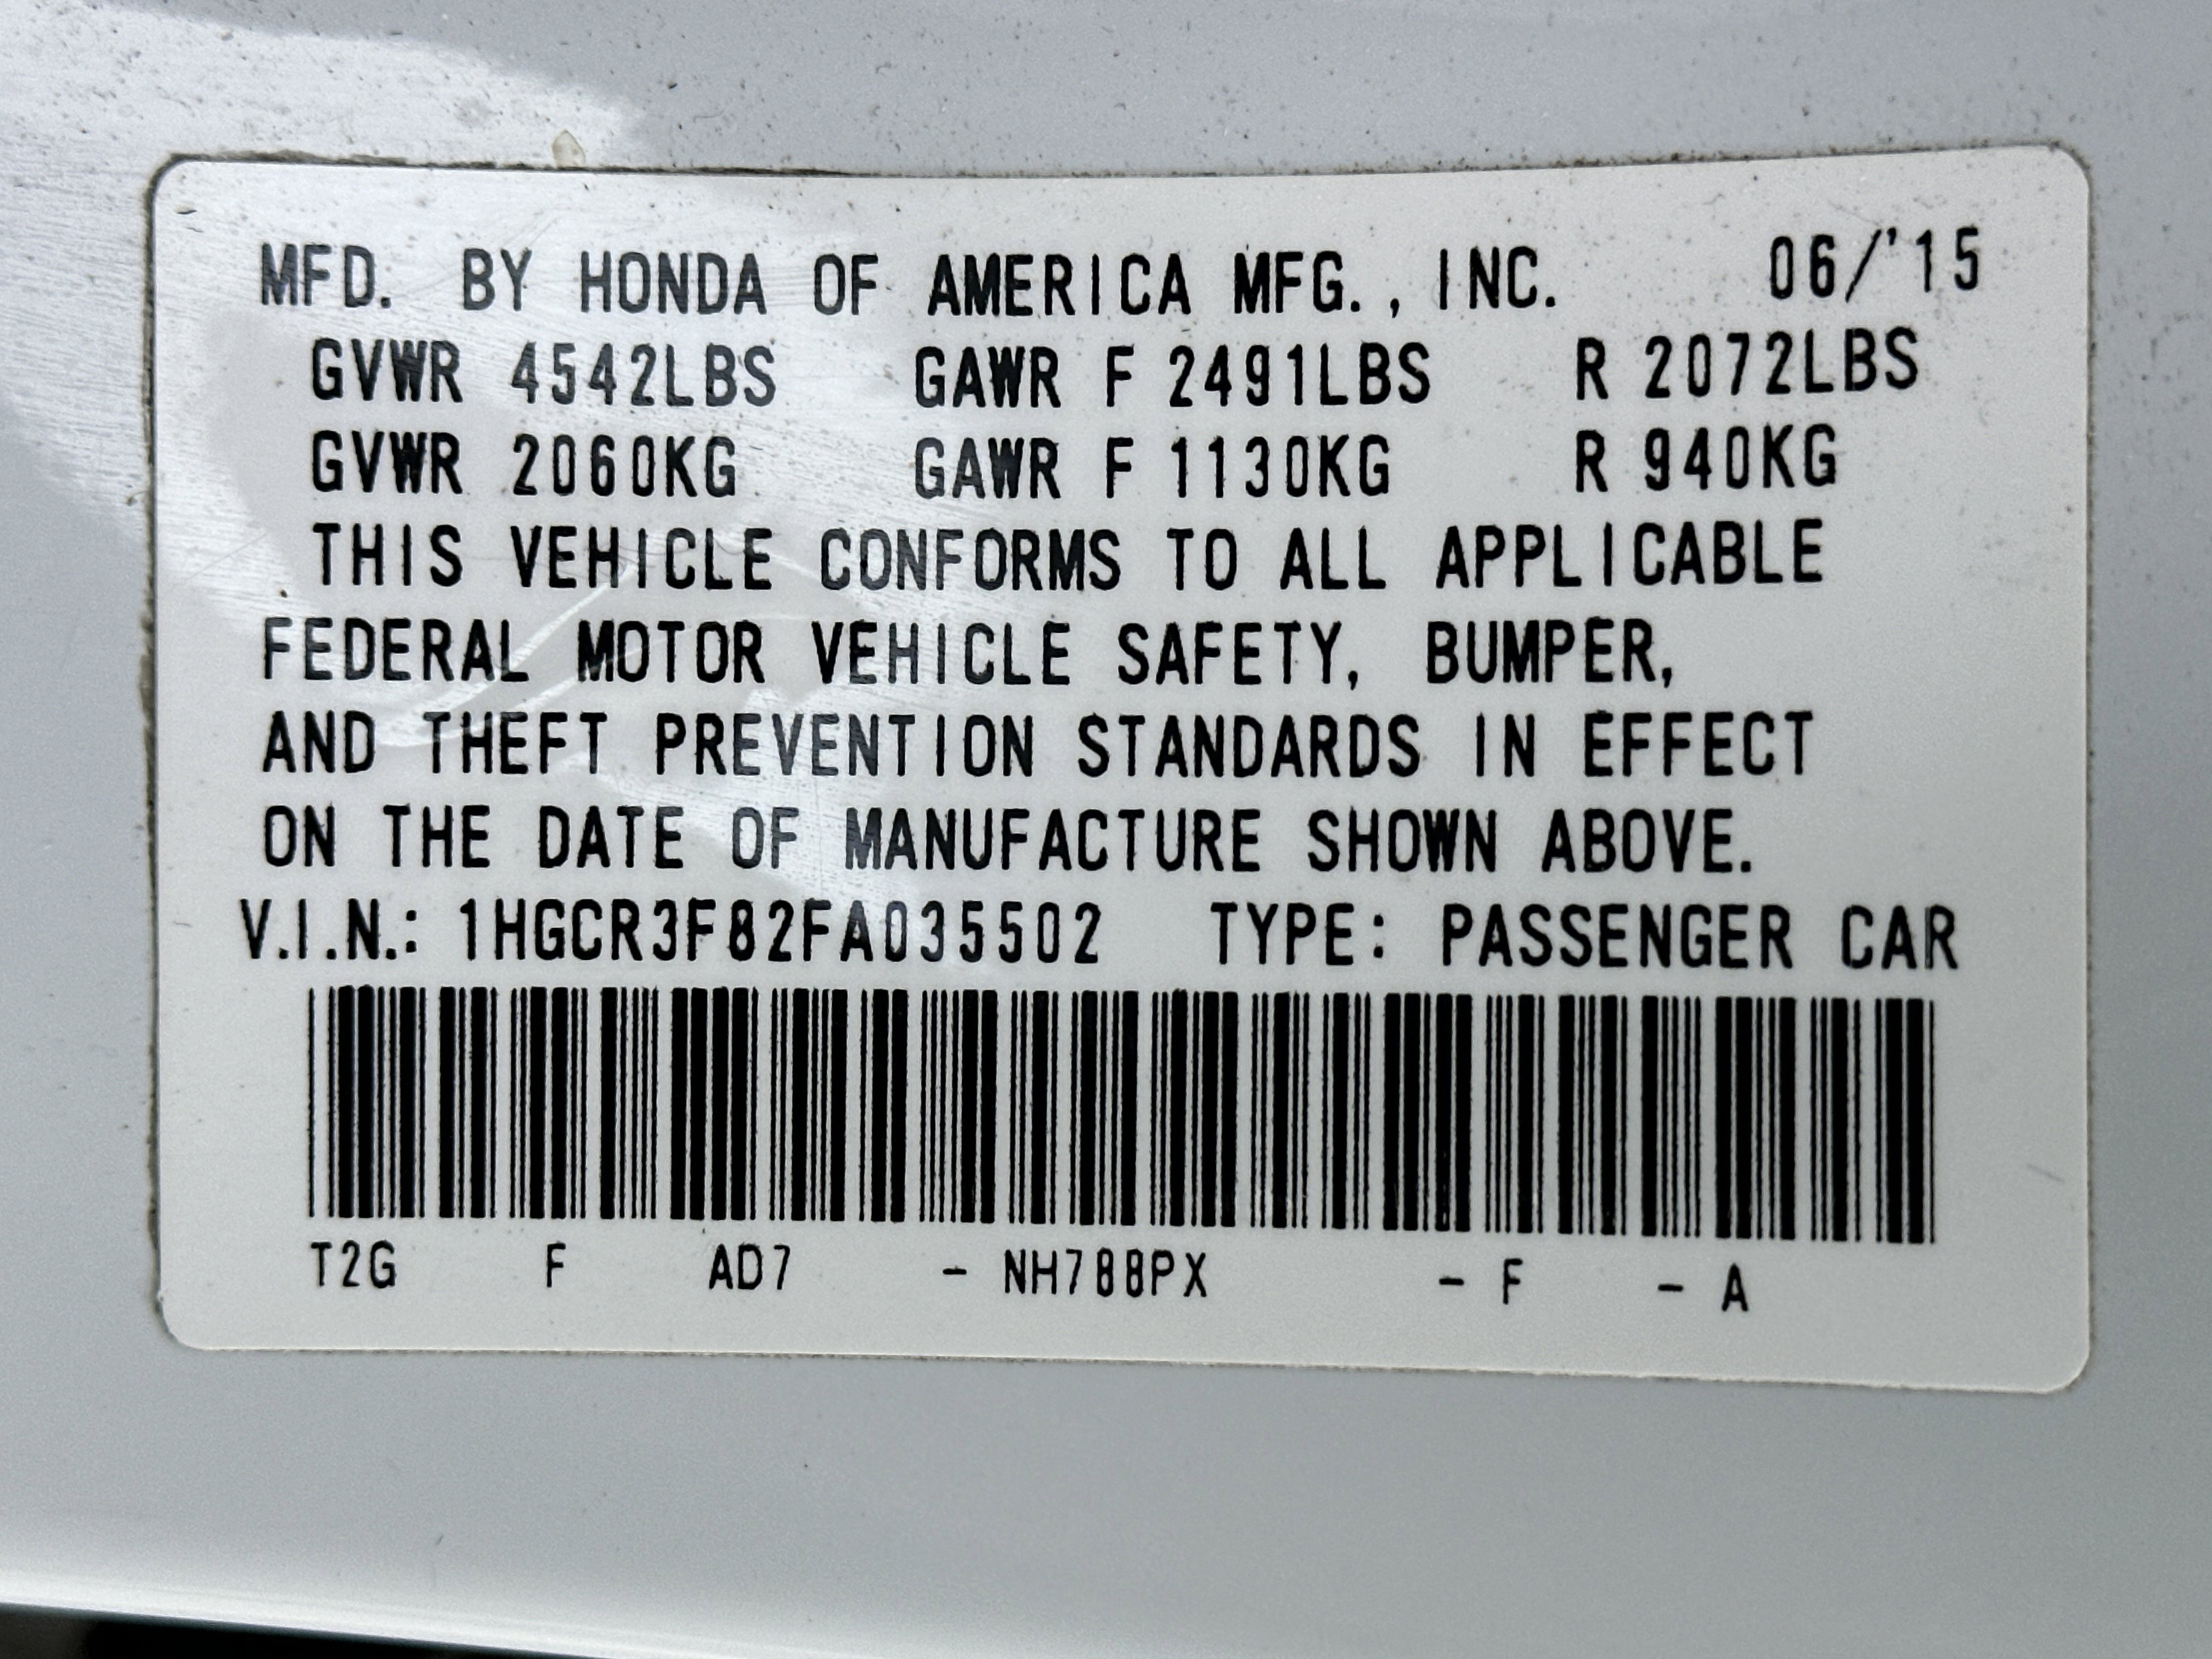 MFD. BY HONDA OF AMERICA MFG., INC. 06/'15
GVWR 4542LBS GAWR F 2491LBS R 2072LBS
GVWR 2060KG GAWR F 1130KG R 940KG
THIS VEHICLE CONFORMS TO ALL APPLICABLE
FEDERAL MOTOR VEHICLE SAFETY, BUMPER,
AND THEFT PREVENTION STANDARDS IN EFFECT
ON THE DATE OF MANUFACTURE SHOWN ABOVE.
V.I.N.: 1HGCR3F82FA035502 TYPE: PASSENGER CAR
T2G F AD7 - NH788PX - F - A